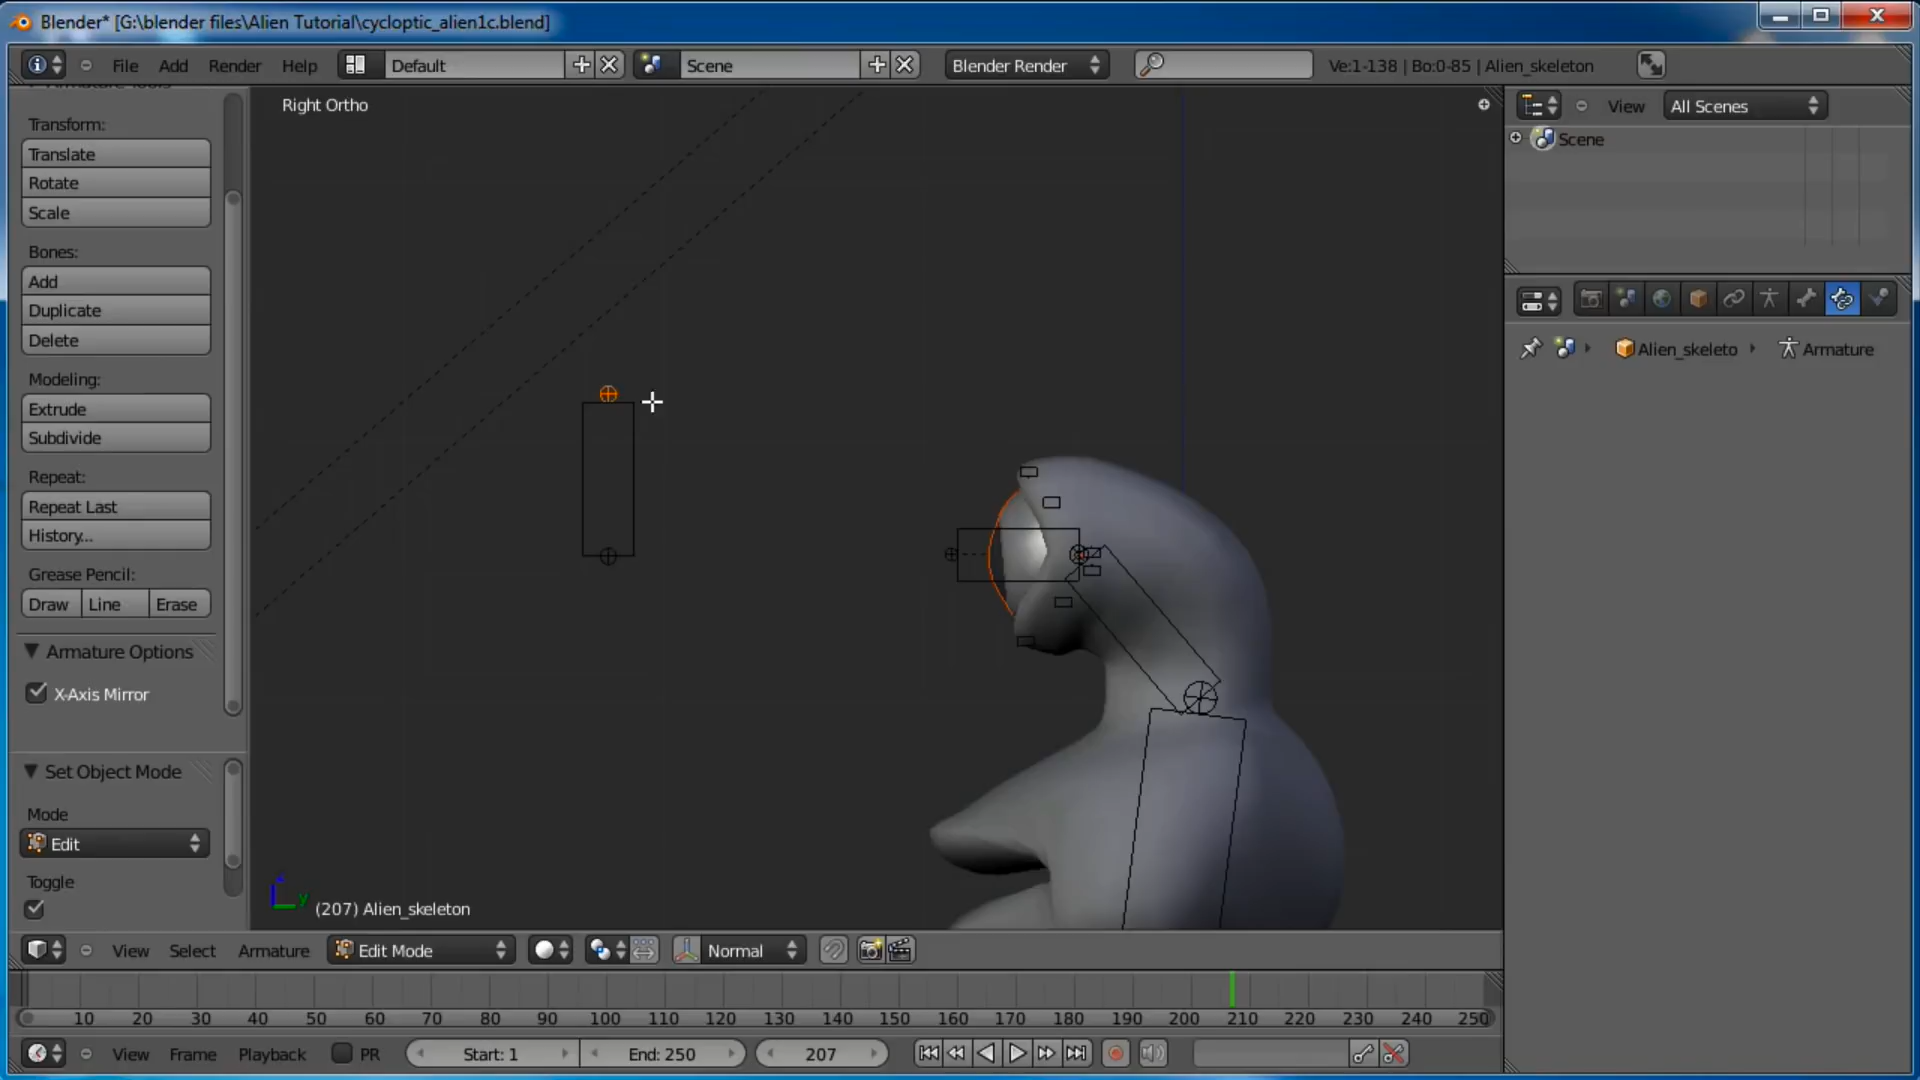 Blender* [G:\blender files\Alien Tutorial\cycloptic_alien1c.blend]
File Add Render Help Default Scene Blender Render Ve:1-138 | Bo:0-85 | Alien_skeleton
Armature Tools
Transform:
Translate
Rotate
Scale
Bones:
Add
Duplicate
Delete
Modeling:
Extrude
Subdivide
Repeat:
Repeat Last
History...
Grease Pencil:
Draw Line Erase
Armature Options
X-Axis Mirror
Set Object Mode
Mode
Edit
Toggle
Right Ortho
y
(207) Alien_skeleton
View All Scenes
Scene
Alien_skeleto Armature
View Select Armature Edit Mode Normal
10 20 30 40 50 60 70 80 90 100 110 120 130 140 150 160 170 180 190 200 210 220 230 240 250
View Frame Playback PR Start: 1 End: 250 207